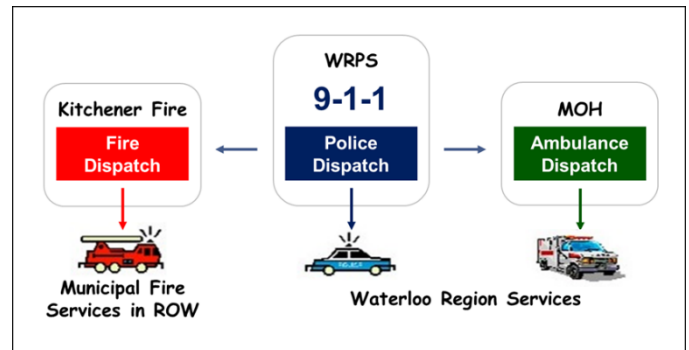 WRPS
9-1-1
Police
Dispatch
Kitchener Fire
Fire
Dispatch
MOH
Ambulance
Dispatch
Municipal Fire
Services in ROW
Waterloo Region Services